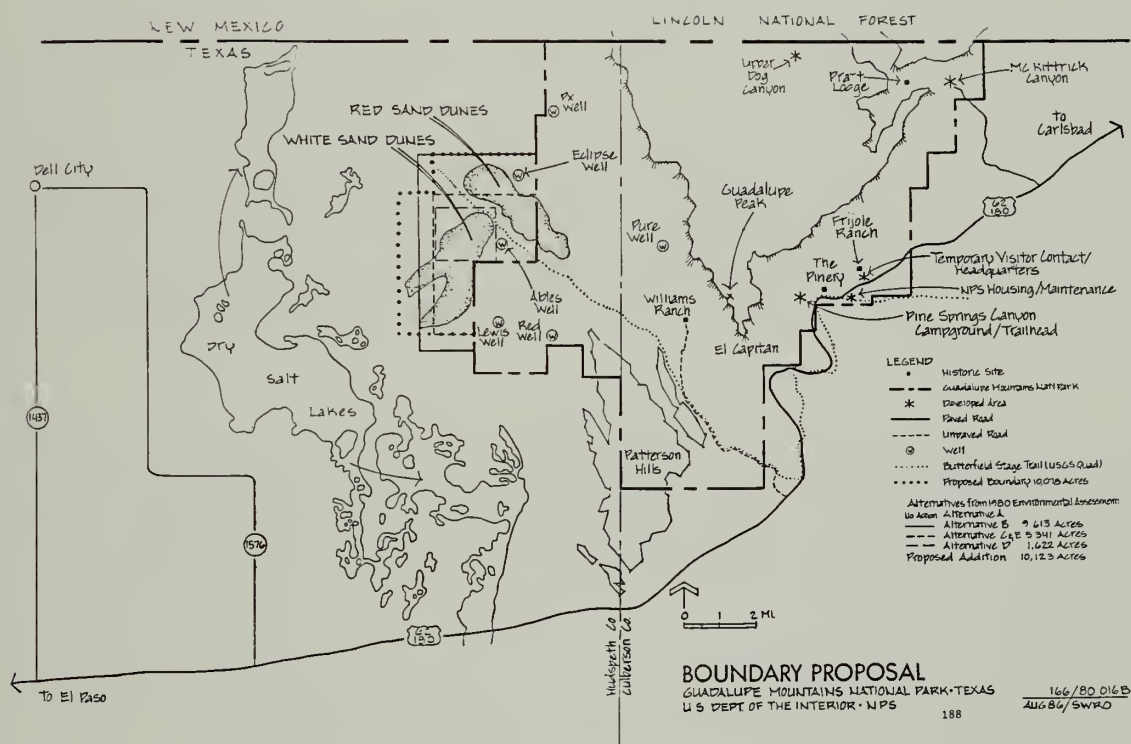 NEW MEXICO
TEXAS
LINCOLN NATIONAL FOREST
Upper
Dog
Canyon
Pratt
Lodge
McKittrick
Canyon
to
Carlsbad
Px
Well
RED SAND DUNES
WHITE SAND DUNES
Eclipse
Well
Dell City
62
180
Guadalupe
Peak
Frijole
Ranch
Pure
Well
Temporary Visitor Contact/
Headquarters
The
Pinery
NPS Housing/Maintenance
Ables
Well
Williams
Ranch
Pine Springs Canyon
Campground/Trailhead
Lewis
Well
Red
Well
El Capitan
Dry
Salt
Lakes
1437
1576
Patterson
Hills
LEGEND
Historic Site
Guadalupe Mountains Nat'l Park
Developed Area
Paved Road
Unpaved Road
Well
Butterfield Stage Trail (USGS Quad)
Proposed Boundary 10,078 Acres
Alternatives from 1980 Environmental Assessment:
No Action Alternative A
Alternative B 9,613 Acres
Alternative C&E 5,341 Acres
Alternative D 1,622 Acres
Proposed Addition 10,123 Acres
0 1 2 MI.
62
180
Hudspeth Co
Culberson Co.
To El Paso
BOUNDARY PROPOSAL
GUADALUPE MOUNTAINS NATIONAL PARK • TEXAS
U S DEPT OF THE INTERIOR • NPS
188
166/80 016B
AUG 86/SWRO